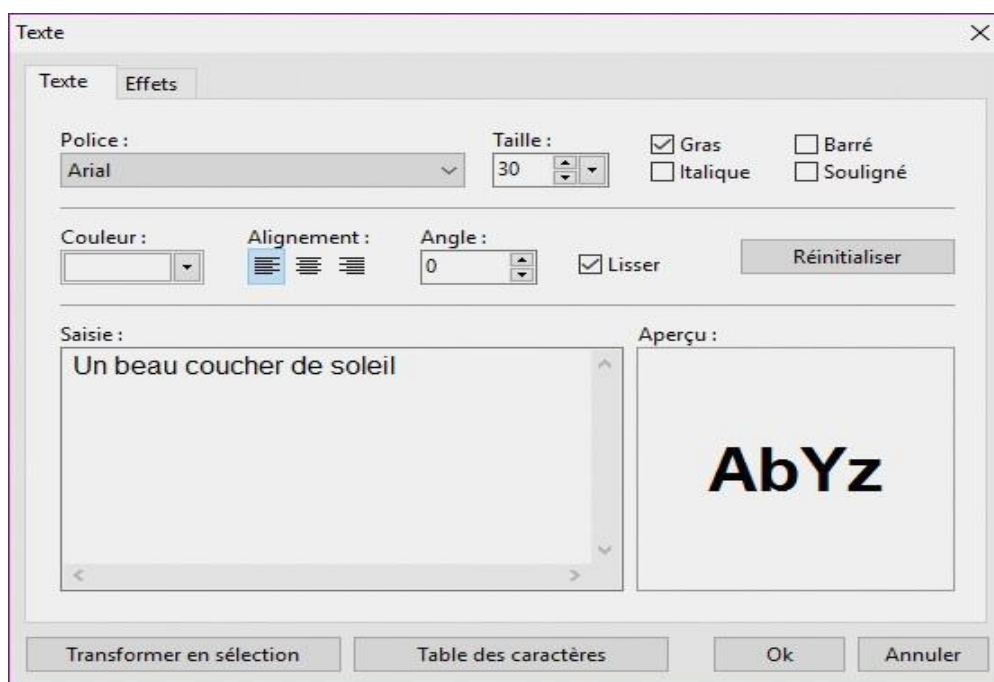 Texte
Texte Effets
Police : Taille :
Arial 30 Gras Barré
Italique Souligné
Couleur : Alignement : Angle :
0 Lisser Réinitialiser
Saisie : Aperçu :
Un beau coucher de soleil
AbYz
Transformer en sélection Table des caractères Ok Annuler